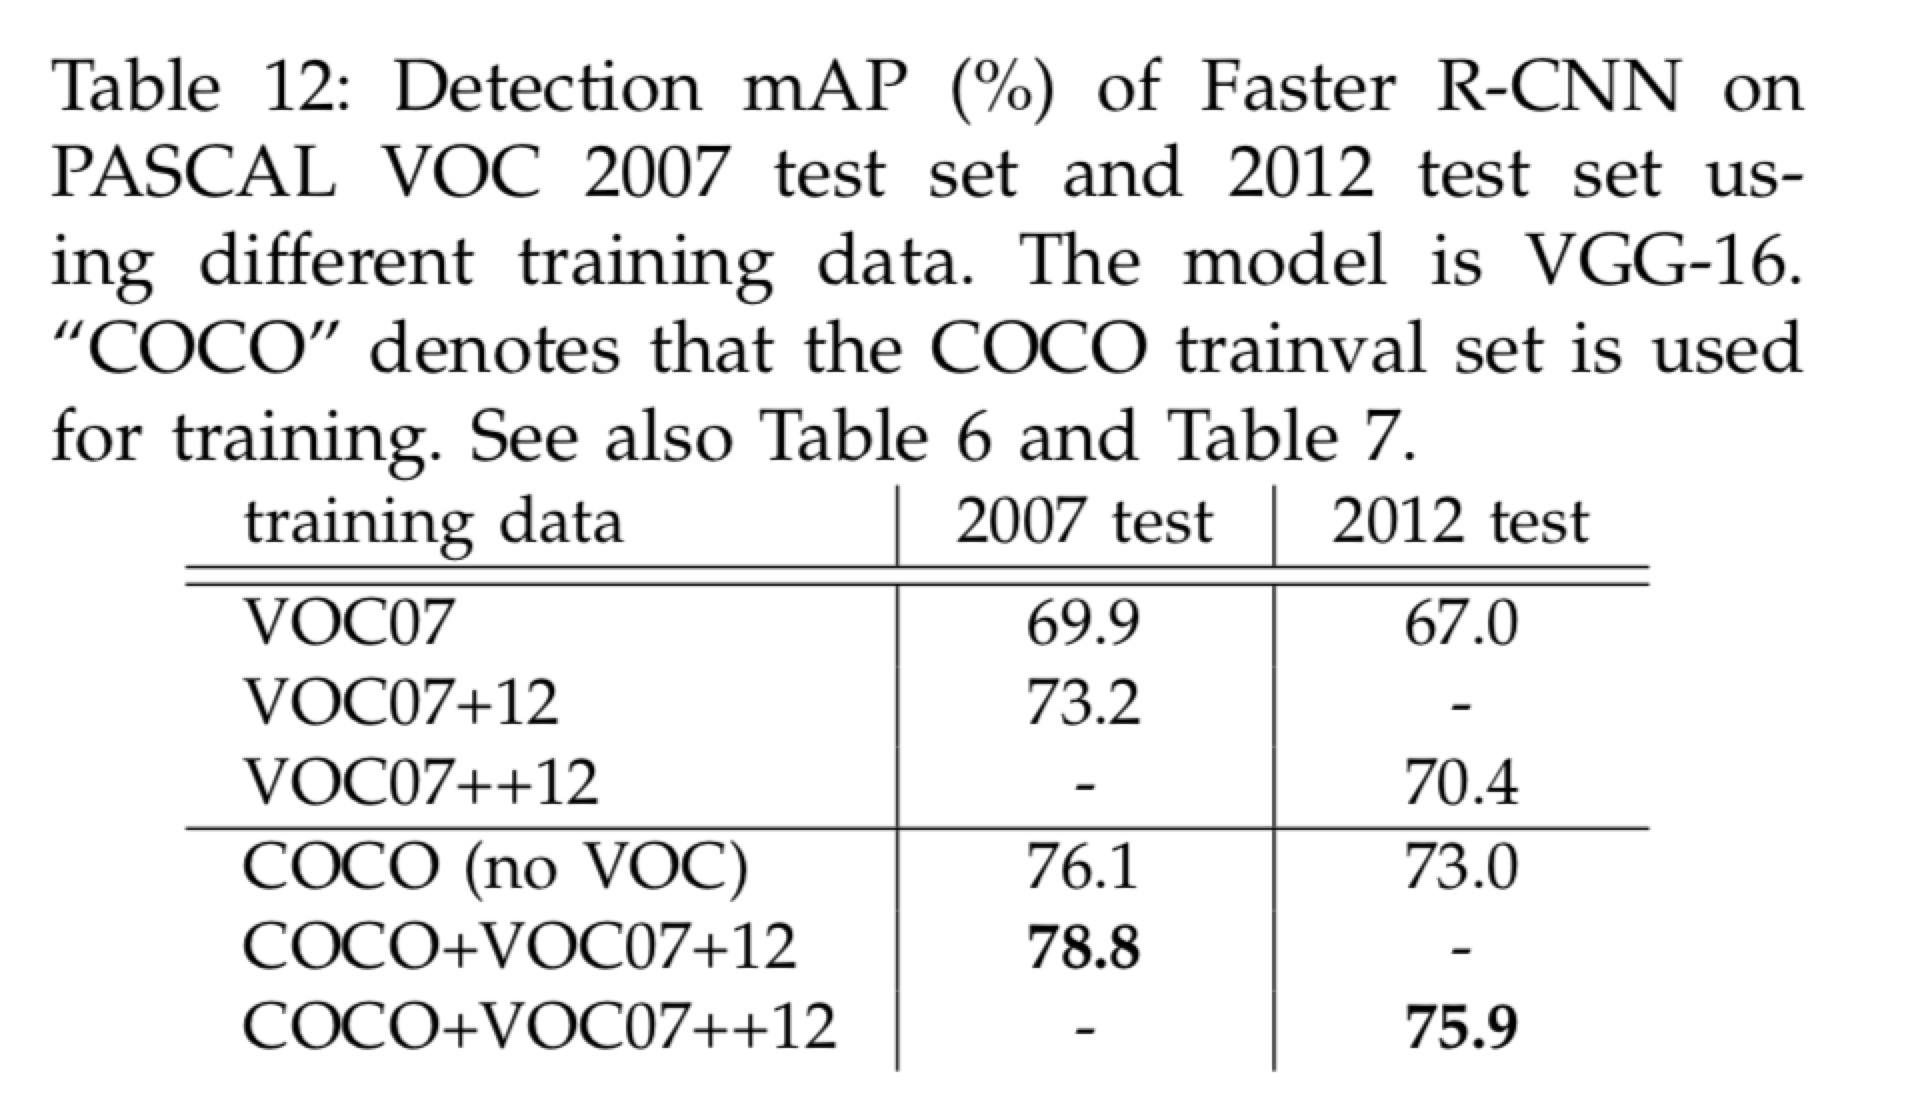 Table 12: Detection mAP (%) of Faster R-CNN on
PASCAL VOC 2007 test set and 2012 test set us-
ing different training data. The model is VGG-16.
“COCO” denotes that the COCO trainval set is used
for training. See also Table 6 and Table 7.
training data 2007 test 2012 test
VOC07 69.9 67.0
VOC07+12 73.2 -
VOC07++12 - 70.4
COCO (no VOC) 76.1 73.0
COCO+VOC07+12 78.8 -
COCO+VOC07++12 - 75.9